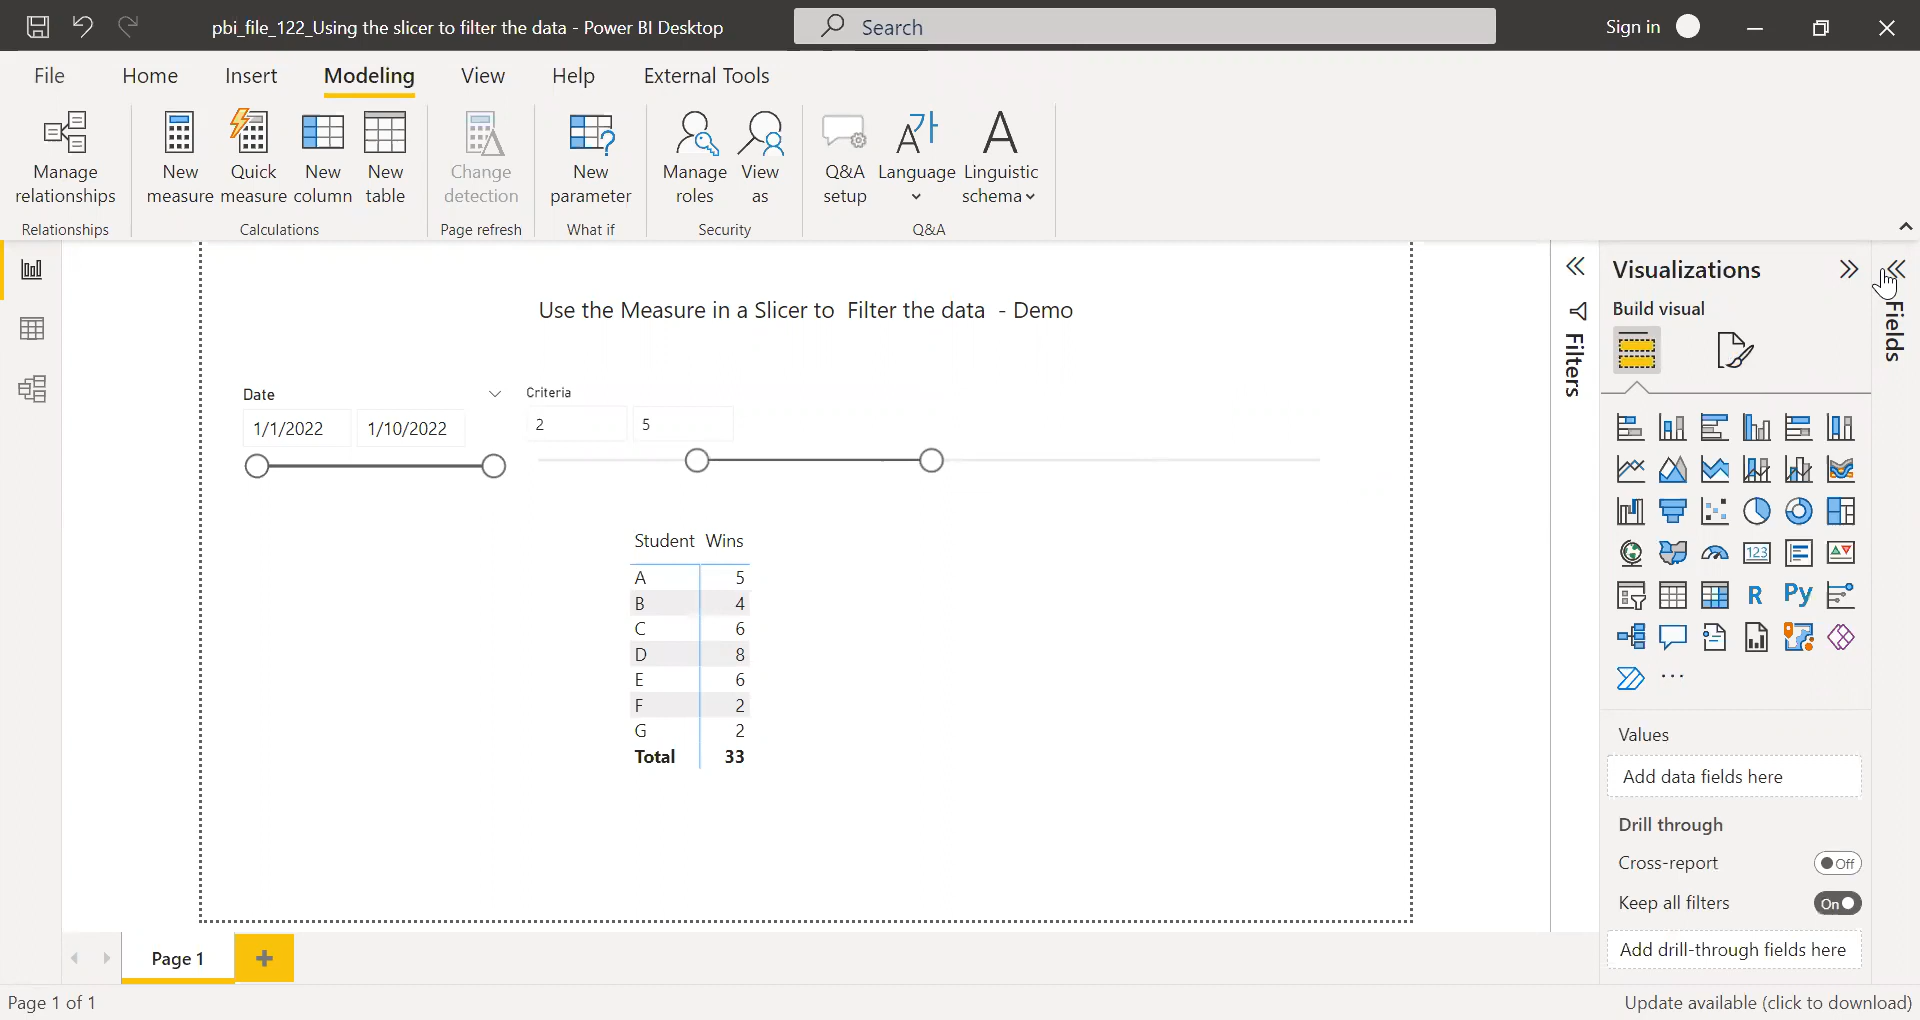 pbi_file_122_Using the slicer to filter the data - Power BI Desktop
Search
Sign in
File
Home
Insert
Modeling
View
Help
External Tools
Manage
relationships
New
measure
Quick
measure
New
column
New
table
Change
detection
New
parameter
Manage
roles
View
as
Q&A
setup
Language
Linguistic
schema
Relationships
Calculations
Page refresh
What if
Security
Q&A
Use the Measure in a Slicer to Filter the data - Demo
Date
1/1/2022
1/10/2022
Criteria
2
5
Student Wins
A 5
B 4
C 6
D 8
E 6
F 2
G 2
Total 33
Filters
Visualizations
Build visual
123
R
Py
...
Values
Add data fields here
Drill through
Cross-report
Off
Keep all filters
On
Add drill-through fields here
Fields
Page 1
Page 1 of 1
Update available (click to download)